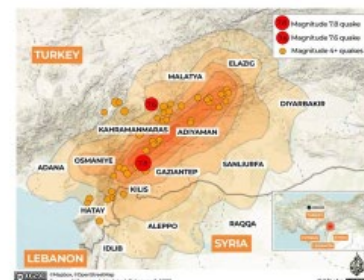 Magnitude 7.8 quake
Magnitude 7.6 quake
Magnitude 4+ quakes
TURKEY
ELAZIG
MALATYA
DIYARBAKIR
KAHRAMANMARAS
ADIYAMAN
OSMANIYE
ADANA
SANLIURFA
GAZIANTEP
KILIS
HATAY
ALEPPO
RAQQA
SYRIA
IDLIB
LEBANON